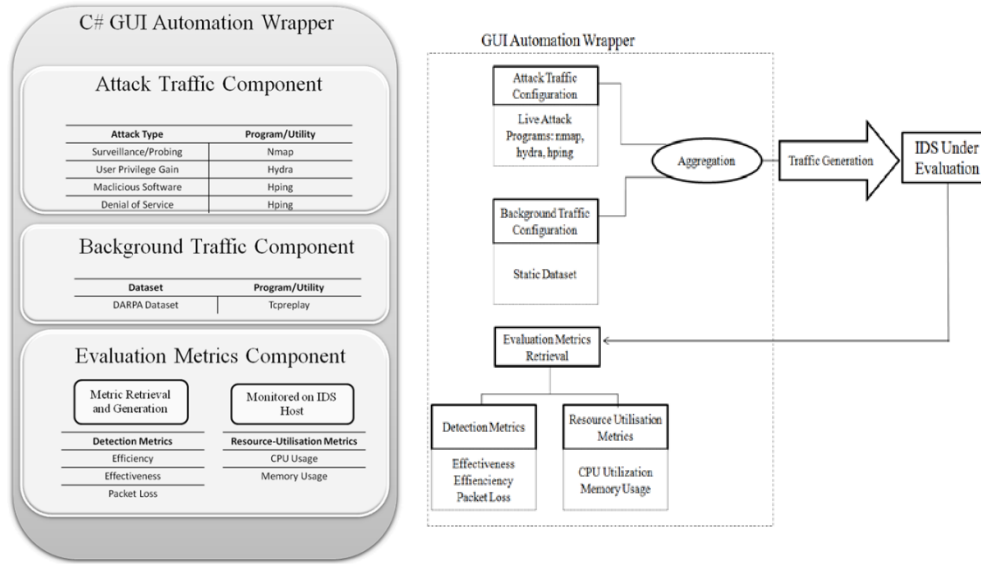 C# GUI Automation Wrapper
Attack Traffic Component
Attack Type Program/Utility
Surveillance/Probing Nmap
User Privilege Gain Hydra
Maclicious Software Hping
Denial of Service Hping
Background Traffic Component
Dataset Program/Utility
DARPA Dataset Tcpreplay
Evaluation Metrics Component
Metric Retrieval
and Generation
Monitored on IDS
Host
Detection Metrics Resource-Utilisation Metrics
Efficiency CPU Usage
Effectiveness Memory Usage
Packet Loss
GUI Automation Wrapper
Attack Traffic
Configuration
Live Attack
Programs: nmap,
hydra, hping
Aggregation
Traffic Generation
IDS Under
Evaluation
Background Traffic
Configuration
Static Dataset
Evaluation Metrics
Retrieval
Detection Metrics
Effectiveness
Effienciency
Packet Loss
Resource Utilisation
Metrics
CPU Utilization
Memory Usage